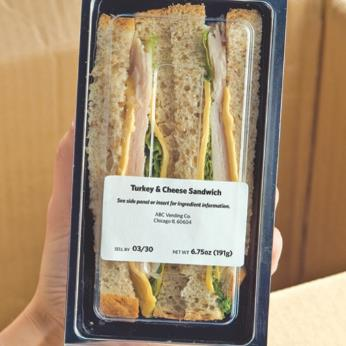 Turkey & Cheese Sandwich
See side panel or insert for ingredient information.
ABC Vending Co.
Chicago IL 60604
SELL BY 03/30 NET WT 6.75oz (191g)